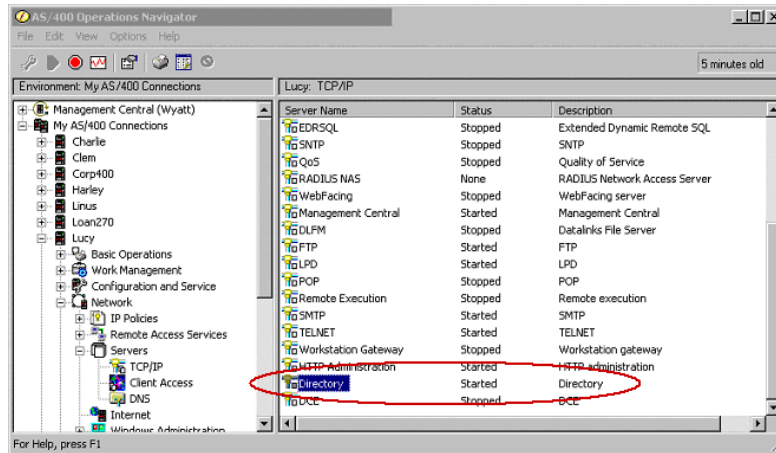 AS/400 Operations Navigator
File Edit View Options Help
5 minutes old
Environment: My AS/400 Connections
Lucy: TCP/IP
Management Central (Wyatt)
My AS/400 Connections
Charlie
Clem
Corp400
Harley
Linus
Loan270
Lucy
Basic Operations
Work Management
Configuration and Service
Network
IP Policies
Remote Access Services
Servers
TCP/IP
Client Access
DNS
Internet
Windows Administration
Server Name Status Description
EDRSQL Stopped Extended Dynamic Remote SQL
SNTP Stopped SNTP
QoS Stopped Quality of Service
RADIUS NAS None RADIUS Network Access Server
WebFacing Stopped WebFacing server
Management Central Started Management Central
DLFM Stopped Datalinks File Server
FTP Started FTP
LPD Started LPD
POP Stopped POP
Remote Execution Stopped Remote execution
SMTP Started SMTP
TELNET Started TELNET
Workstation Gateway Stopped Workstation gateway
HTTP Administration Started HTTP administration
Directory Started Directory
DCE Stopped DCE
For Help, press F1